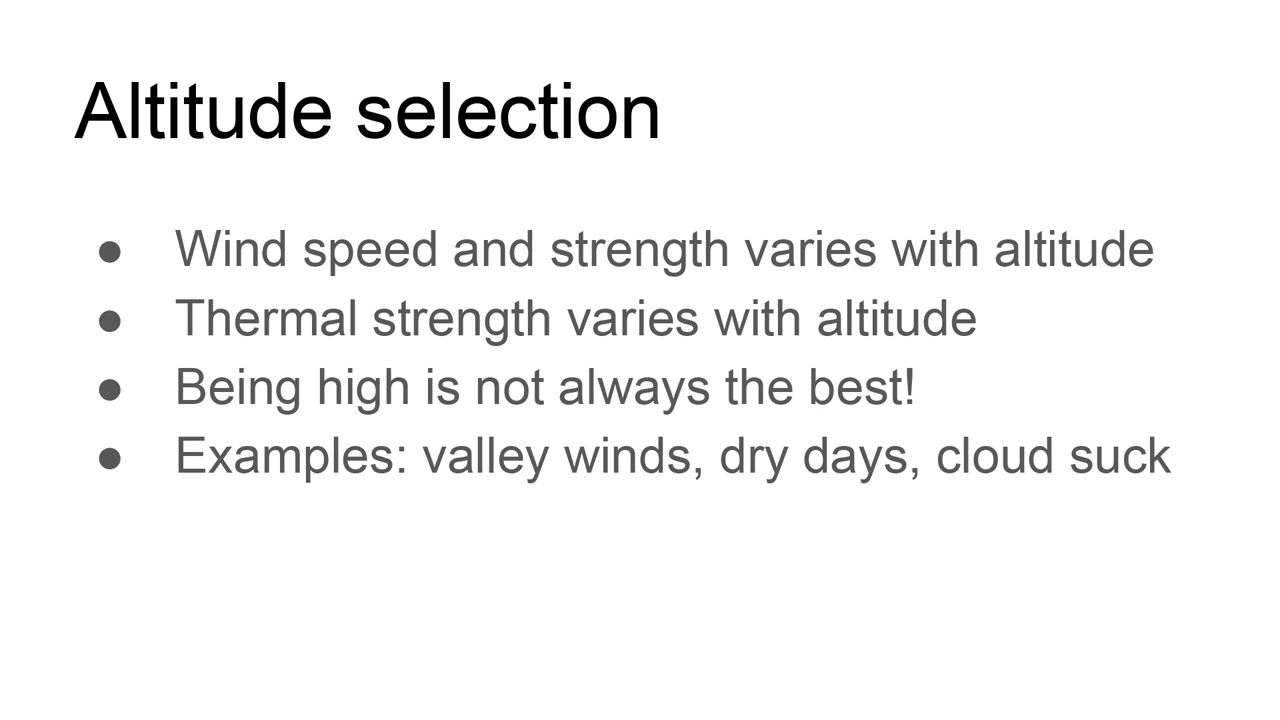 Altitude selection
● Wind speed and strength varies with altitude
● Thermal strength varies with altitude
● Being high is not always the best!
● Examples: valley winds, dry days, cloud suck